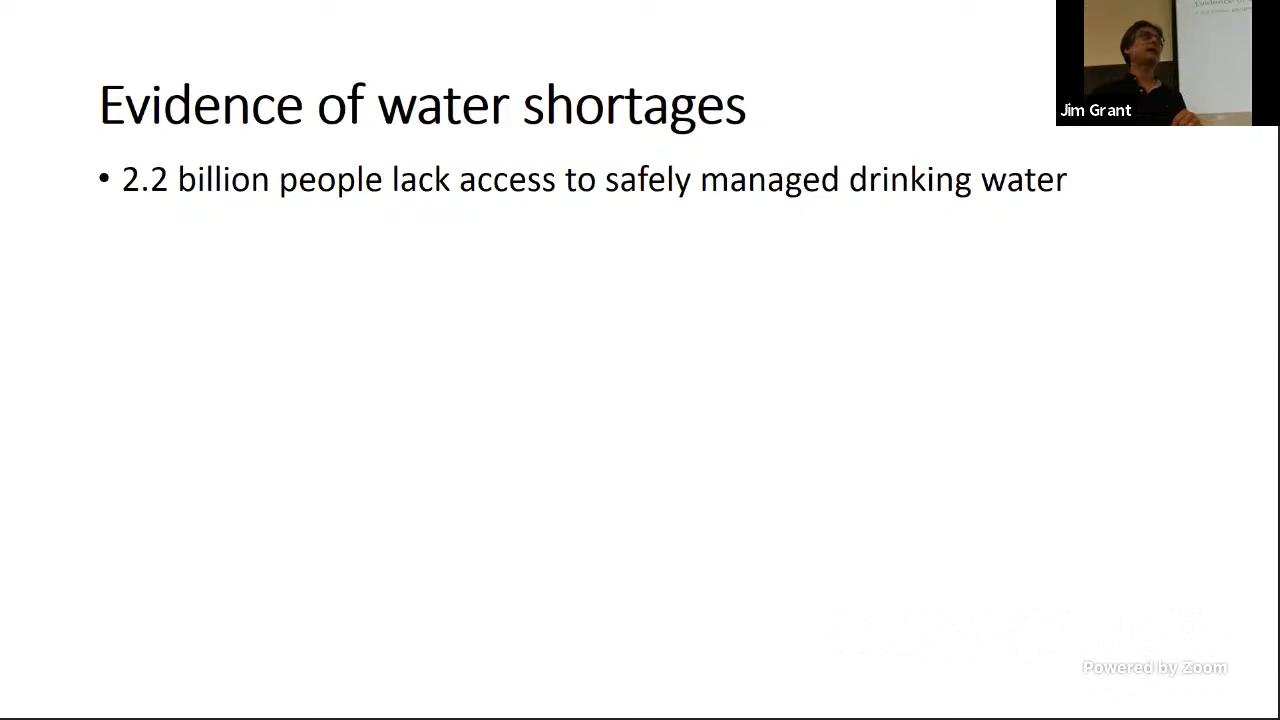 Evidence of water shortages
• 2.2 billion people lack access to safely managed drinking water
Jim Grant
Powered by Zoom